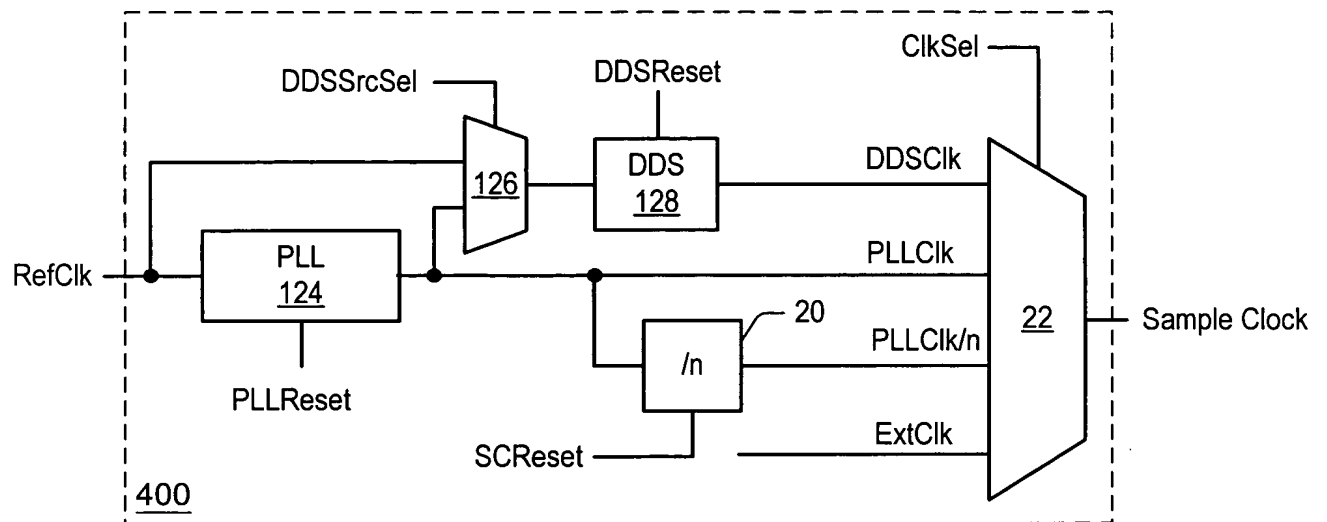 ClkSel
DDSSrcSel
DDSReset
126
DDS
128
DDSClk
RefClk
PLL
124
PLLClk
22
Sample Clock
20
/n
PLLClk/n
PLLReset
SCReset
ExtClk
400